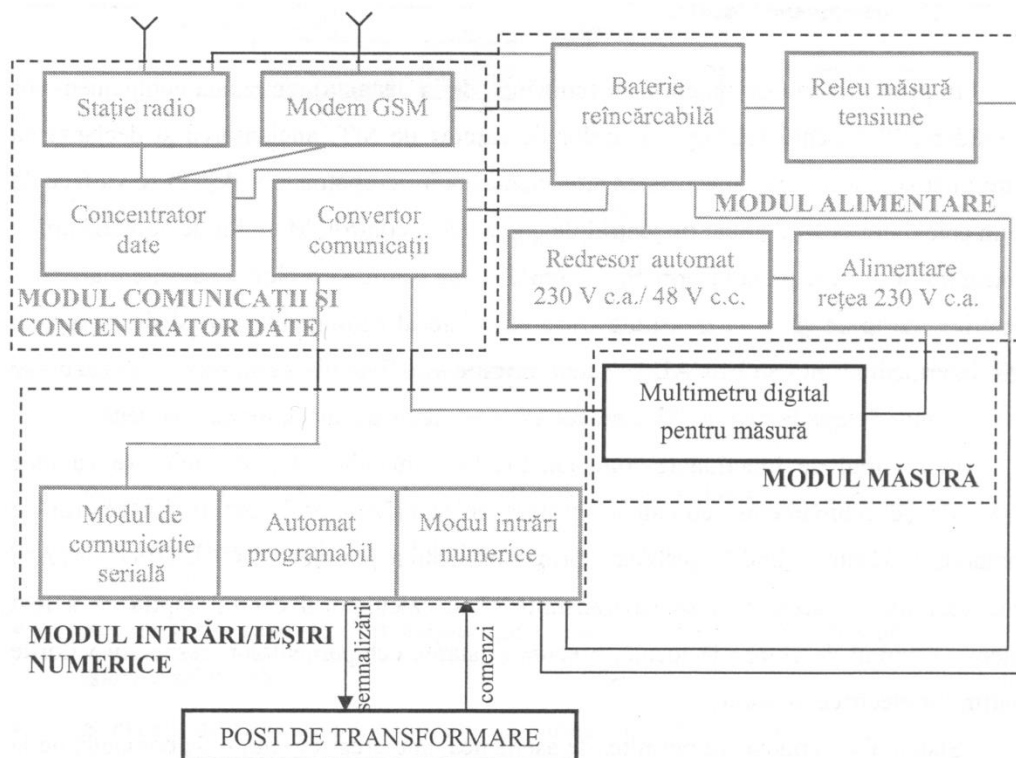 Stație radio
Modem GSM
Baterie
reîncărcabilă
Releu măsură
tensiune
Concentrator
date
Convertor
comunicații
MODUL ALIMENTARE
Redresor automat
230 V c.a./ 48 V c.c.
Alimentare
rețea 230 V c.a.
MODUL COMUNICAȚII ȘI
CONCENTRATOR DATE
Multimetru digital
pentru măsură
MODUL MĂSURĂ
Modul de
comunicație
serială
Automat
programabil
Modul intrări
numerice
MODUL INTRĂRI/IEȘIRI
NUMERICE
semnalizări
comenzi
POST DE TRANSFORMARE